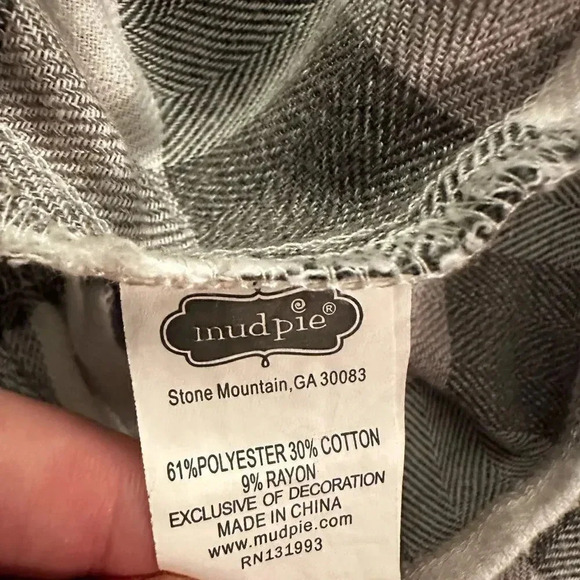 mudpie®
Stone Mountain,GA 30083
61%POLYESTER 30% COTTON
9% RAYON
EXCLUSIVE OF DECORATION
MADE IN CHINA
www.mudpie.com
RN131993